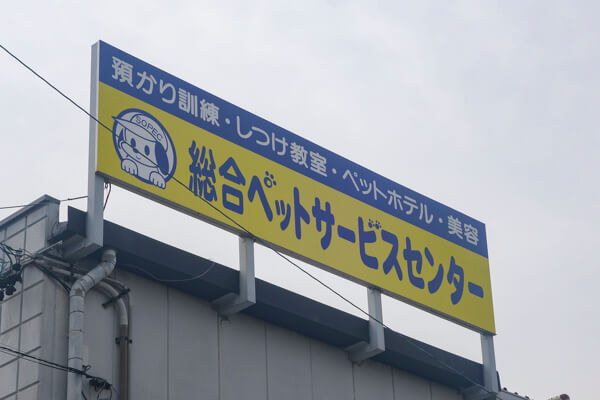 預かり訓練・しつけ教室・ペットホテル・美容
SOPEC
総合ペットサービスセンター